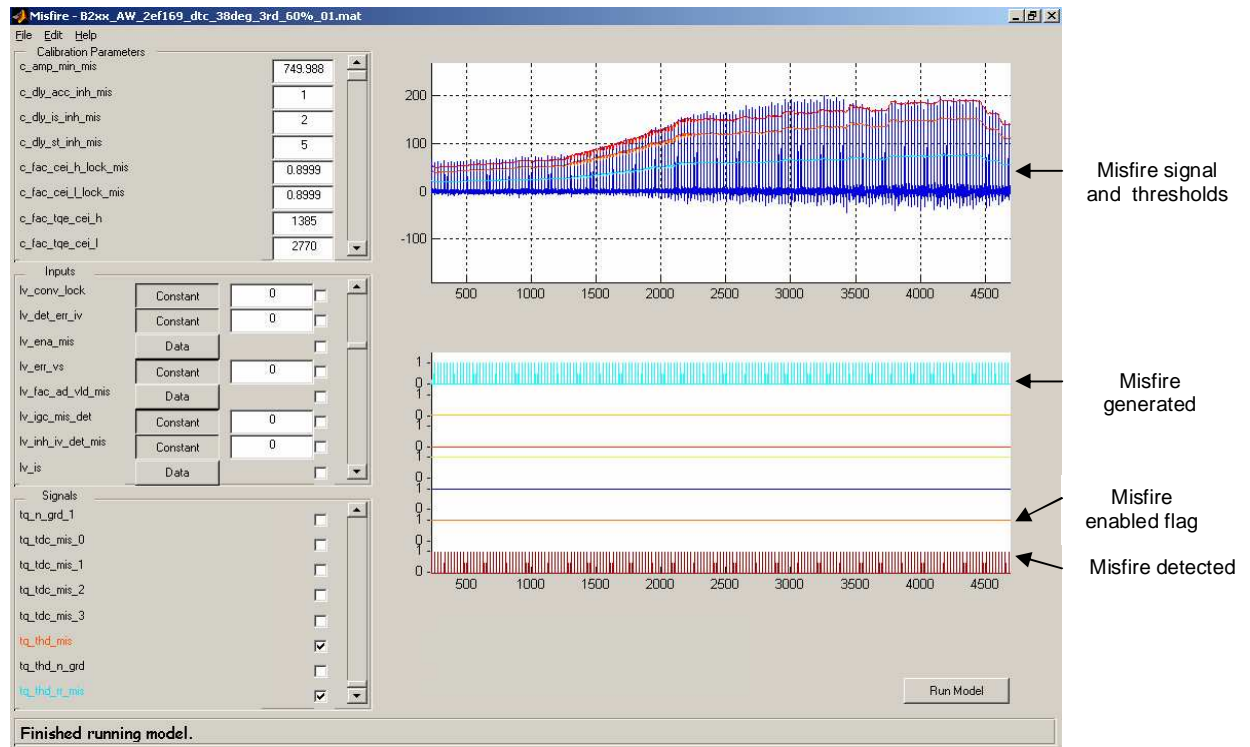 Misfire - B2xx_AW_2ef169_dtc_38deg_3rd_60%_01.mat
File Edit Help
Calibration Parameters
c_amp_min_mis 749.988
c_dly_acc_inh_mis 1
c_dly_is_inh_mis 2
c_dly_st_inh_mis 5
c_fac_cei_h_lock_mis 0.8999
c_fac_cei_l_lock_mis 0.8999
c_fac_tqe_cei_h 1385
c_fac_tqe_cei_l 2770
Inputs
lv_conv_lock Constant 0
lv_det_err_iv Constant 0
lv_ena_mis Data
lv_err_vs Constant 0
lv_fac_ad_vld_mis Data
lv_igc_mis_det Constant 0
lv_inh_iv_det_mis Constant 0
lv_is Data
Signals
tq_n_grd_1
tq_tdc_mis_0
tq_tdc_mis_1
tq_tdc_mis_2
tq_tdc_mis_3
tq_thd_mis
tq_thd_n_grd
tq_thd_rr_mis
200
100
0
-100
500 1000 1500 2000 2500 3000 3500 4000 4500
Misfire signal
and thresholds
1
0
1
0
1
0
1
0
1
0
1
0
1
0
500 1000 1500 2000 2500 3000 3500 4000 4500
Misfire
generated
Misfire
enabled flag
Misfire detected
Run Model
Finished running model.